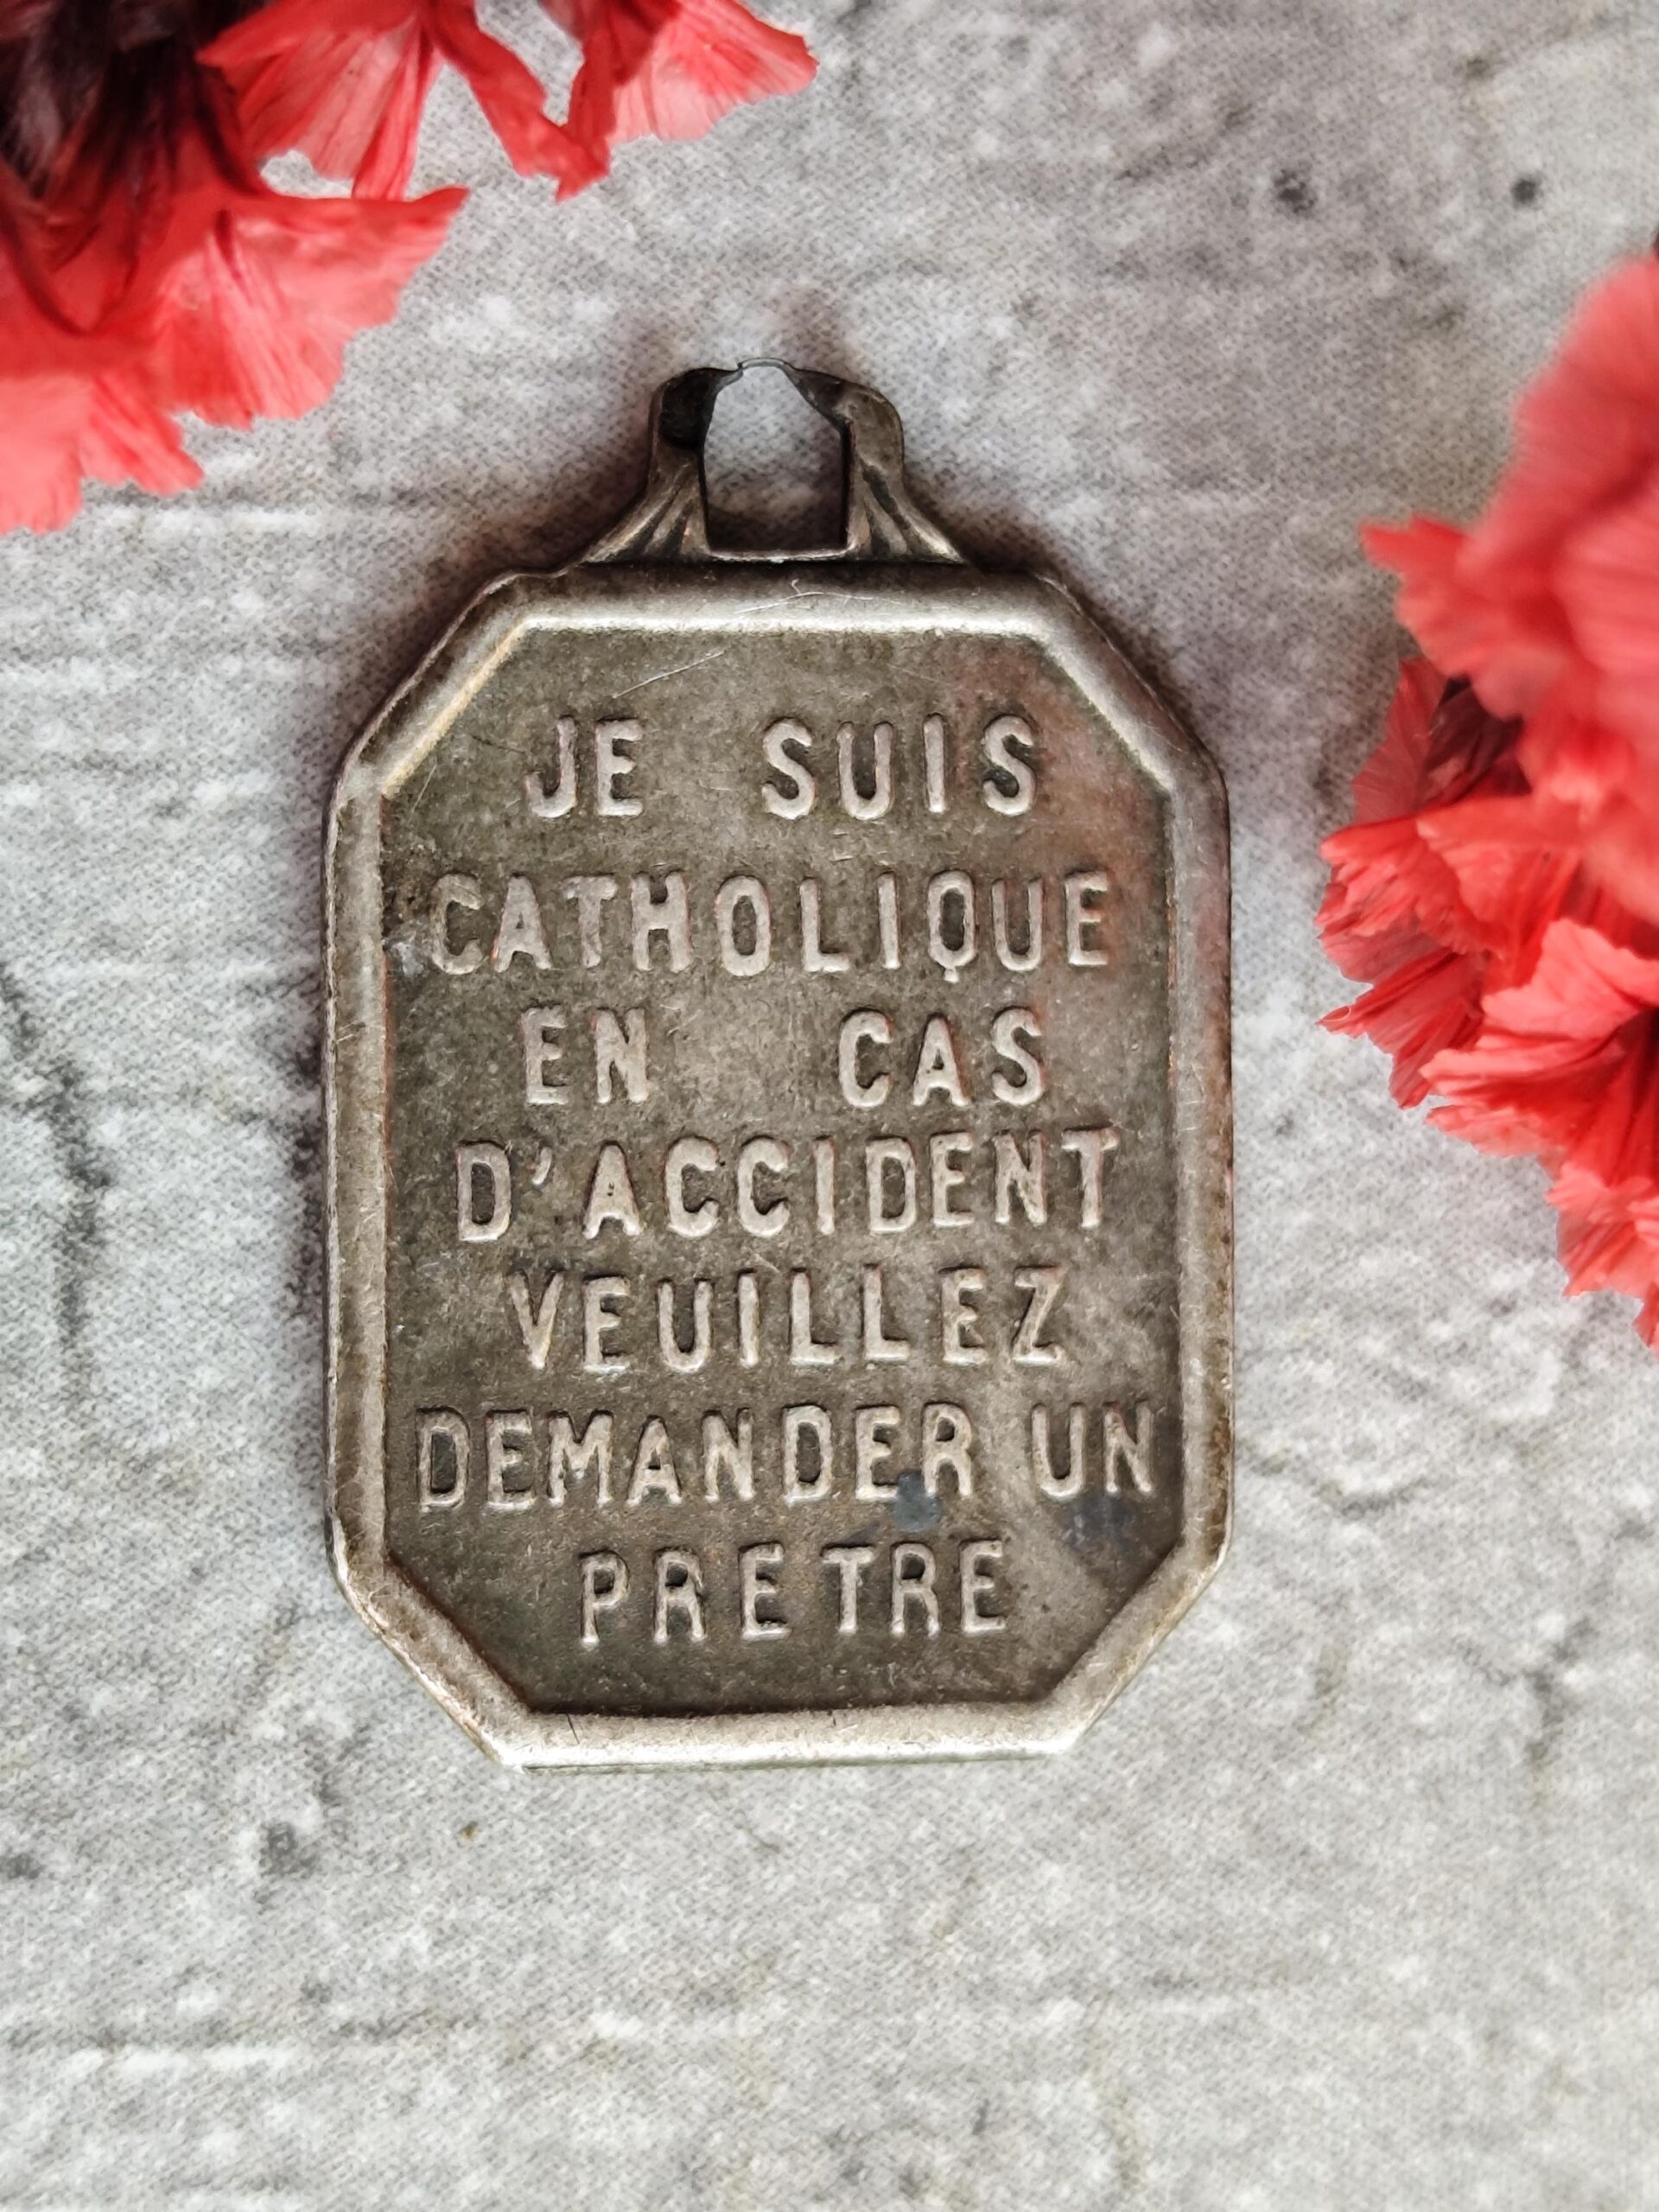 JE SUIS
CATHOLIQUE
EN CAS
D'ACCIDENT
VEUILLEZ
DEMANDER UN
PRETRE